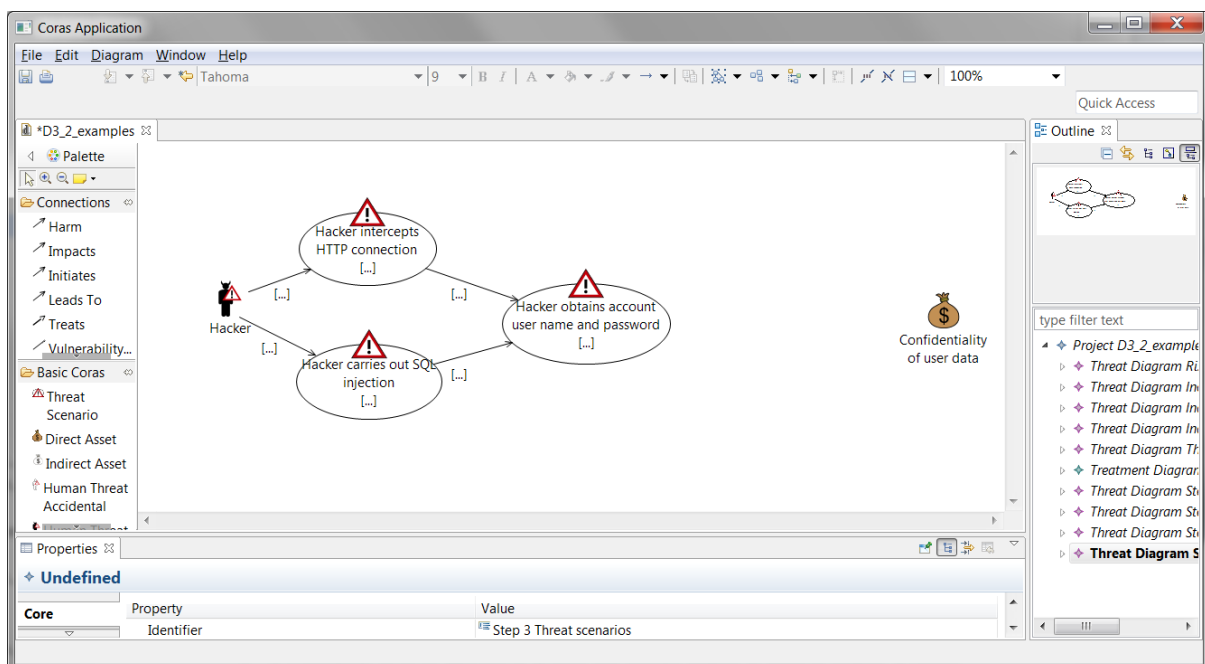 Coras Application
File Edit Diagram Window Help
Tahoma 9 B I A 100%
Quick Access
*D3_2_examples
Palette
Connections
Harm
Impacts
Initiates
Leads To
Treats
Vulnerability...
Basic Coras
Threat
Scenario
Direct Asset
Indirect Asset
Human Threat
Accidental
Hacker intercepts
HTTP connection
[...]
[...]
[...]
Hacker
[...]
Hacker carries out SQL
injection
[...]
[...]
Hacker obtains account
user name and password
[...]
$
Confidentiality
of user data
Outline
type filter text
Project D3_2_example
Threat Diagram Ri
Threat Diagram In
Threat Diagram In
Threat Diagram In
Threat Diagram Th
Treatment Diagram
Threat Diagram St
Threat Diagram St
Threat Diagram St
Threat Diagram S
Properties
Undefined
Core
Property Value
Identifier Step 3 Threat scenarios